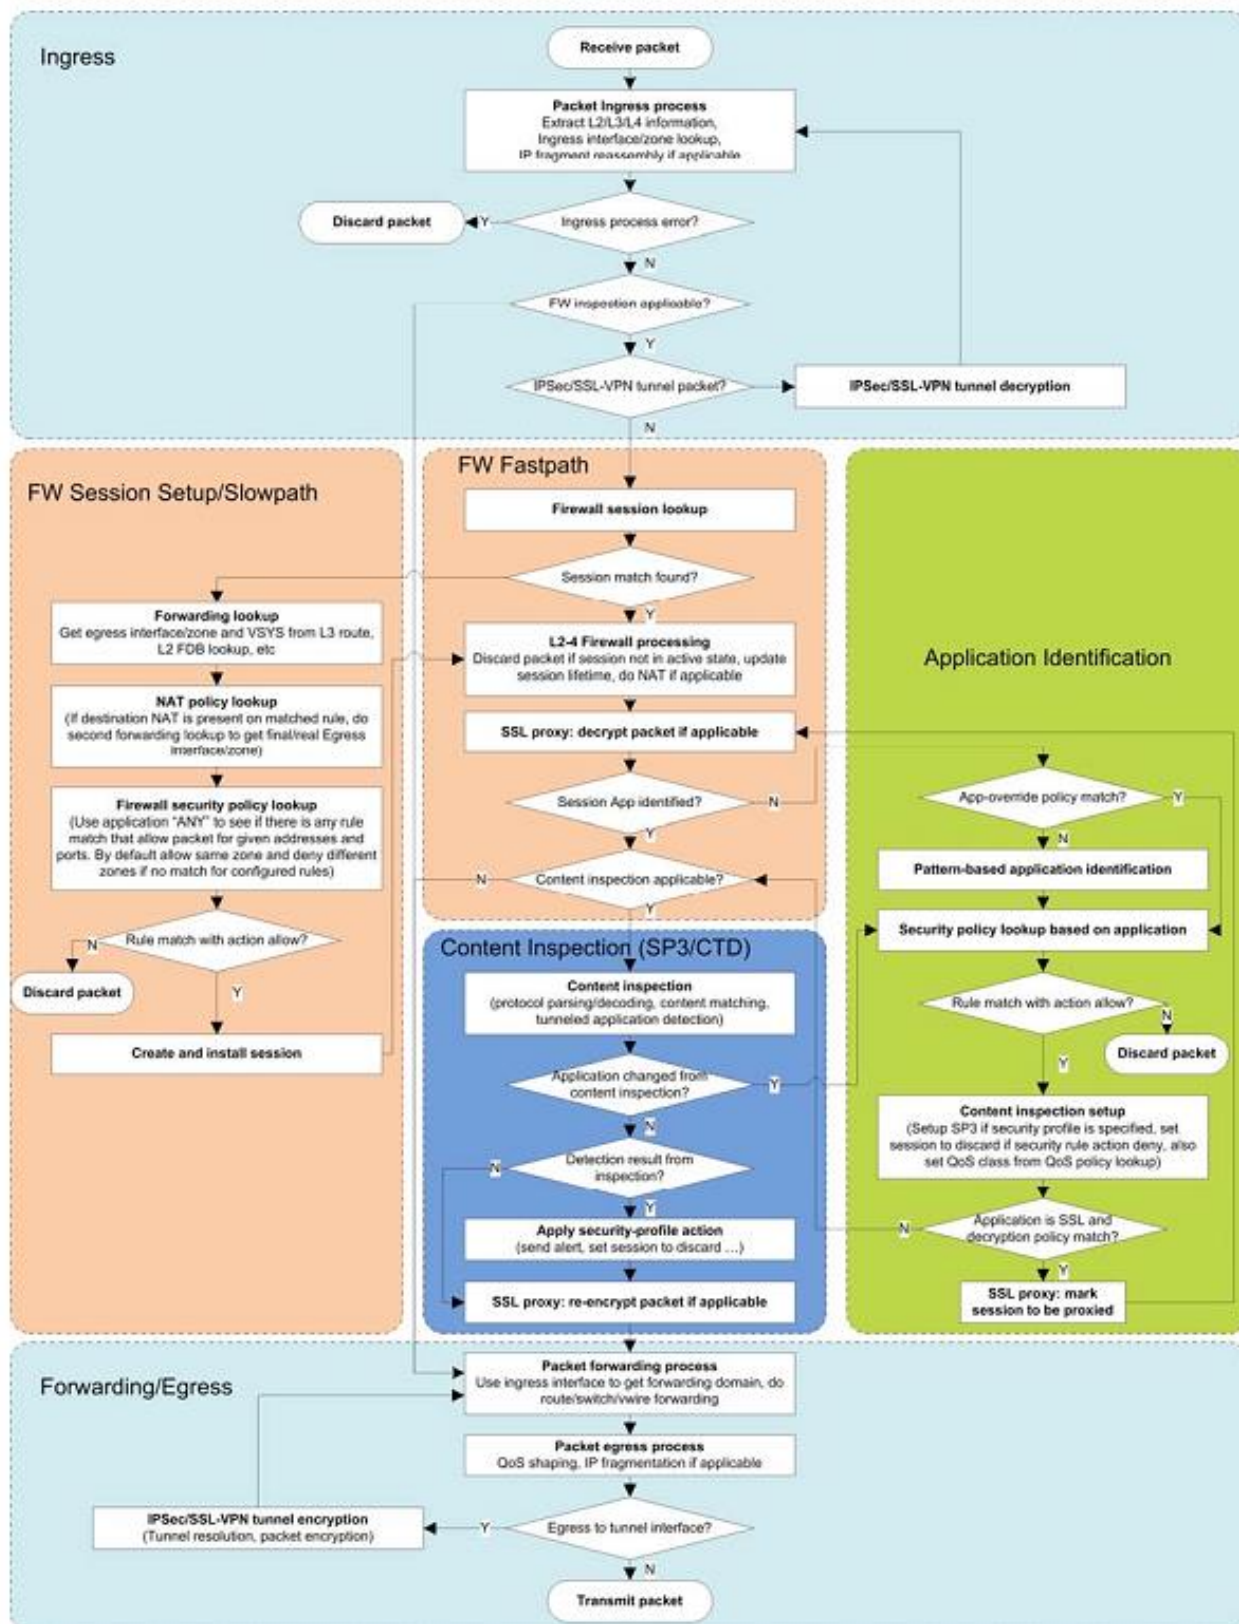 Ingress
Receive packet
Packet Ingress process
Extract L2/L3/L4 information,
Ingress interface/zone lookup,
IP fragment reassembly if applicable
Discard packet
Y
Ingress process error?
N
FW inspection applicable?
Y
IPSec/SSL-VPN tunnel packet?
IPSec/SSL-VPN tunnel decryption
N
FW Session Setup/Slowpath
Forwarding lookup
Get egress interface/zone and VSYS from L3 route,
L2 FDB lookup, etc
NAT policy lookup
(If destination NAT is present on matched rule, do
second forwarding lookup to get final/real Egress
interface/zone)
Firewall security policy lookup
(Use application "ANY" to see if there is any rule
match that allow packet for given addresses and
ports. By default allow same zone and deny different
zones if no match for configured rules)
N
Rule match with action allow?
Discard packet
Y
Create and install session
FW Fastpath
Firewall session lookup
Session match found?
Y
L2-4 Firewall processing
Discard packet if session not in active state, update
session lifetime, do NAT if applicable
SSL proxy: decrypt packet if applicable
Session App identified?
N
Y
N
Content inspection applicable?
Y
Content Inspection (SP3/CTD)
Content inspection
(protocol parsing/decoding, content matching,
tunneled application detection)
Application changed from
content inspection?
Y
N
N
Detection result from
inspection?
Y
Apply security-profile action
(send alert, set session to discard ...)
SSL proxy: re-encrypt packet if applicable
Application Identification
App-override policy match?
Y
N
Pattern-based application identification
Security policy lookup based on application
Rule match with action allow?
N
Discard packet
Y
Content inspection setup
(Setup SP3 if security profile is specified, set
session to discard if security rule action deny, also
set QoS class from QoS policy lookup)
N
Application is SSL and
decryption policy match?
Y
SSL proxy: mark
session to be proxied
Forwarding/Egress
Packet forwarding process
Use ingress interface to get forwarding domain, do
route/switch/vwire forwarding
Packet egress process
QoS shaping, IP fragmentation if applicable
IPSec/SSL-VPN tunnel encryption
(Tunnel resolution, packet encryption)
Y
Egress to tunnel interface?
N
Transmit packet